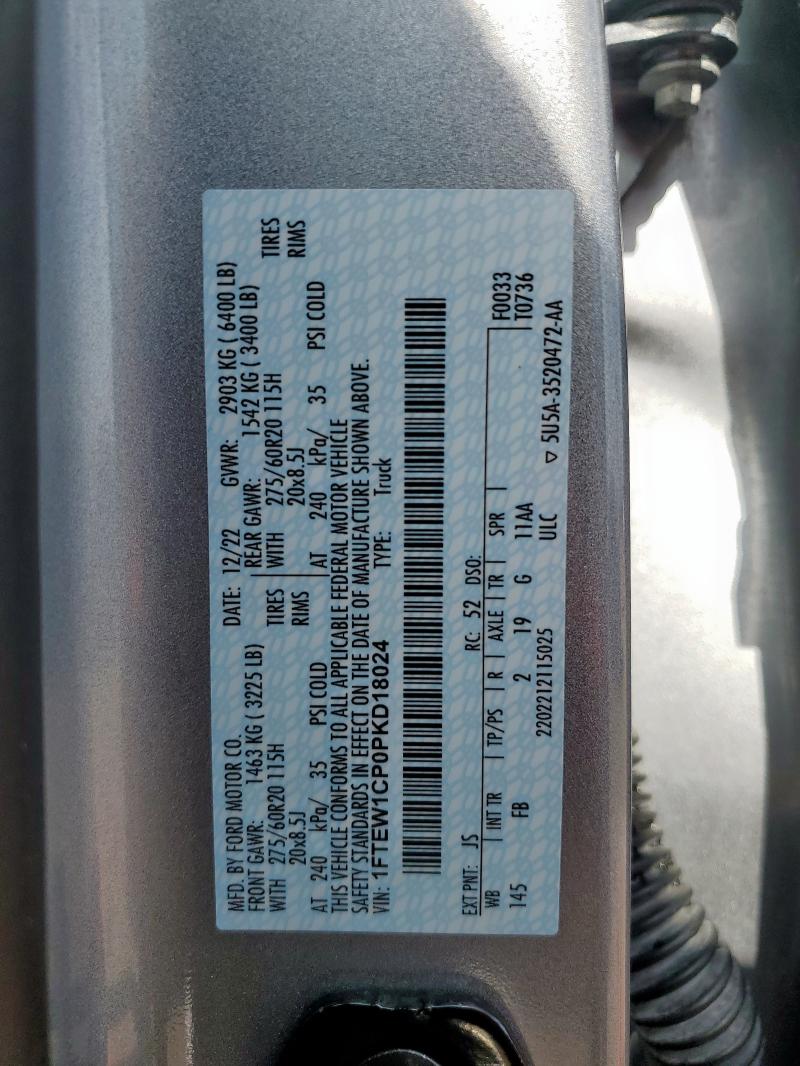 MFD. BY FORD MOTOR CO.
DATE: 12/22 GVWR: 2903 KG ( 6400 LB)
FRONT GAWR: 1463 KG ( 3225 LB) REAR GAWR: 1542 KG ( 3400 LB)
WITH 275/60R20 115H TIRES WITH 275/60R20 115H TIRES
20x8.5J RIMS 20x8.5J RIMS
AT 240 kPa/ 35 PSI COLD AT 240 kPa/ 35 PSI COLD
THIS VEHICLE CONFORMS TO ALL APPLICABLE FEDERAL MOTOR VEHICLE
SAFETY STANDARDS IN EFFECT ON THE DATE OF MANUFACTURE SHOWN ABOVE.
VIN: 1FTEW1CP0PKD18024 TYPE: Truck
EXT PNT: JS RC: 52 DSO:
WB INT TR TP/PS R AXLE TR SPR F0033
145 FB 2 19 G 11AA T0736
2202212115025 ULC ▽ 5U5A-3520472-AA